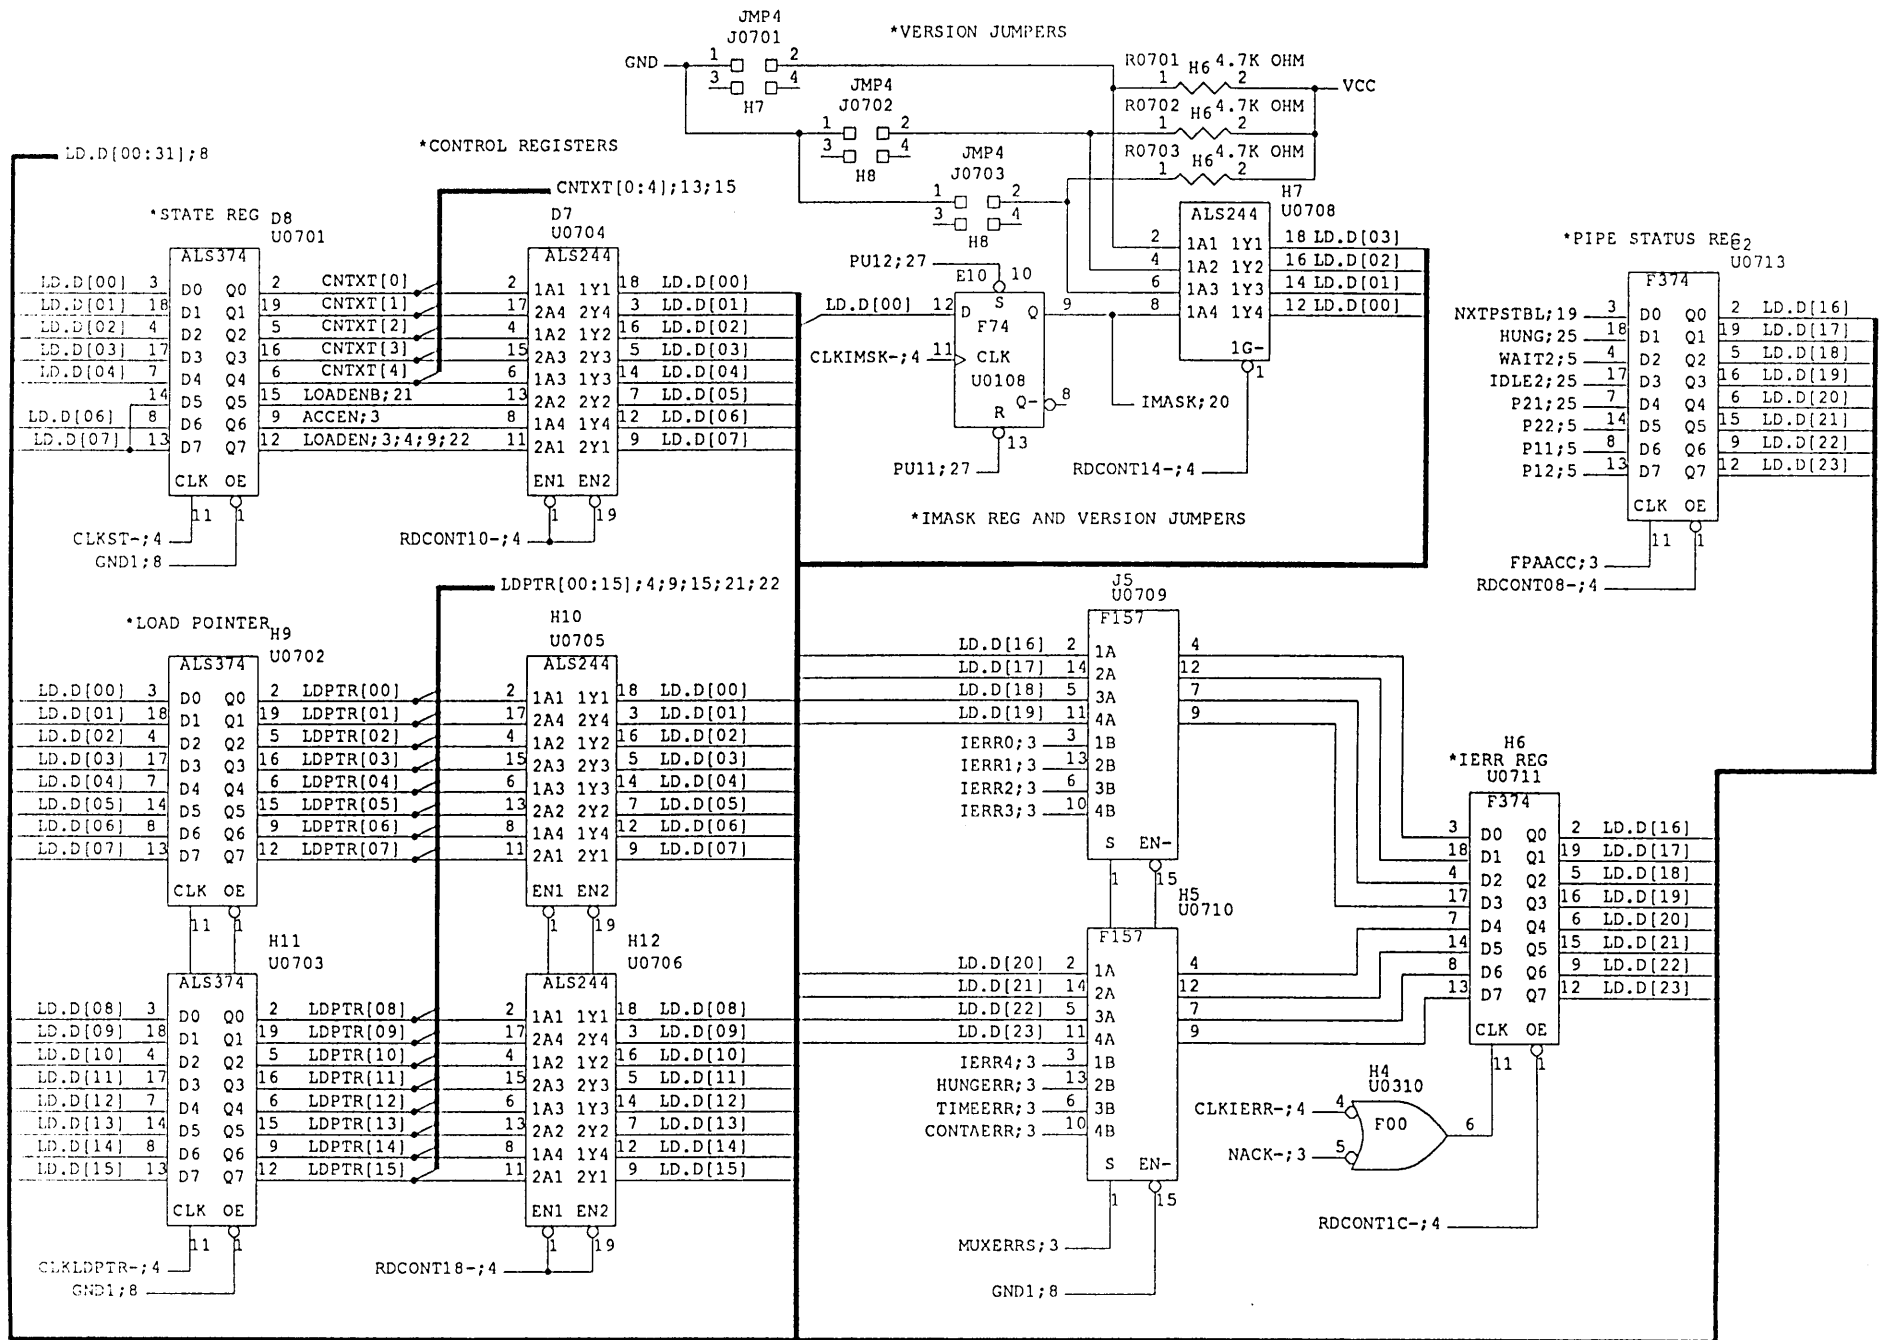 JMP4
J0701
*VERSION JUMPERS
GND
1 2
3 4
H7
JMP4
J0702
1 2
3 4
H8
JMP4
J0703
1 2
3 4
H8
R0701 H6 4.7K OHM
1 2
VCC
R0702 H6 4.7K OHM
1 2
R0703 H6 4.7K OHM
1 2
LD.D[00:31];8
*CONTROL REGISTERS
CNTXT[0:4];13;15
*STATE REG D8
U0701
ALS374
LD.D[00] 3 D0 Q0 2 CNTXT[0]
LD.D[01] 18 D1 Q1 19 CNTXT[1]
LD.D[02] 4 D2 Q2 5 CNTXT[2]
LD.D[03] 17 D3 Q3 16 CNTXT[3]
LD.D[04] 7 D4 Q4 6 CNTXT[4]
14 D5 Q5 15 LOADENB;21
LD.D[06] 8 D6 Q6 9 ACCEN;3
LD.D[07] 13 D7 Q7 12 LOADEN;3;4;9;22
CLK OE
11 1
CLKST-;4
GND1;8
D7
U0704
ALS244
2 1A1 1Y1 18 LD.D[00]
17 2A4 2Y4 3 LD.D[01]
4 1A2 1Y2 16 LD.D[02]
15 2A3 2Y3 5 LD.D[03]
6 1A3 1Y3 14 LD.D[04]
13 2A2 2Y2 7 LD.D[05]
8 1A4 1Y4 12 LD.D[06]
11 2A1 2Y1 9 LD.D[07]
EN1 EN2
1 19
RDCONT10-;4
PU12;27
E10 10
LD.D[00] 12 D S Q 9
F74
CLKIMSK-;4 11 CLK
U0108
Q- 8
R
13
PU11;27
IMASK;20
H7
U0708
ALS244
2 1A1 1Y1 18 LD.D[03]
4 1A2 1Y2 16 LD.D[02]
6 1A3 1Y3 14 LD.D[01]
8 1A4 1Y4 12 LD.D[00]
1G-
1
RDCONT14-;4
*IMASK REG AND VERSION JUMPERS
*PIPE STATUS REG
U0713
F374
NXTPSTBL;19 3 D0 Q0 2 LD.D[16]
HUNG;25 18 D1 Q1 19 LD.D[17]
WAIT2;5 4 D2 Q2 5 LD.D[18]
IDLE2;25 17 D3 Q3 16 LD.D[19]
P21;25 7 D4 Q4 6 LD.D[20]
P22;5 14 D5 Q5 15 LD.D[21]
P11;5 8 D6 Q6 9 LD.D[22]
P12;5 13 D7 Q7 12 LD.D[23]
CLK OE
11 1
FPAACC;3
RDCONT08-;4
LDPTR[00:15];4;9;15;21;22
*LOAD POINTER
H9
U0702
ALS374
LD.D[00] 3 D0 Q0 2 LDPTR[00]
LD.D[01] 18 D1 Q1 19 LDPTR[01]
LD.D[02] 4 D2 Q2 5 LDPTR[02]
LD.D[03] 17 D3 Q3 16 LDPTR[03]
LD.D[04] 7 D4 Q4 6 LDPTR[04]
LD.D[05] 14 D5 Q5 15 LDPTR[05]
LD.D[06] 8 D6 Q6 9 LDPTR[06]
LD.D[07] 13 D7 Q7 12 LDPTR[07]
CLK OE
11 1
H10
U0705
ALS244
2 1A1 1Y1 18 LD.D[00]
17 2A4 2Y4 3 LD.D[01]
4 1A2 1Y2 16 LD.D[02]
15 2A3 2Y3 5 LD.D[03]
6 1A3 1Y3 14 LD.D[04]
13 2A2 2Y2 7 LD.D[05]
8 1A4 1Y4 12 LD.D[06]
11 2A1 2Y1 9 LD.D[07]
EN1 EN2
1 19
H11
U0703
ALS374
LD.D[08] 3 D0 Q0 2 LDPTR[08]
LD.D[09] 18 D1 Q1 19 LDPTR[09]
LD.D[10] 4 D2 Q2 5 LDPTR[10]
LD.D[11] 17 D3 Q3 16 LDPTR[11]
LD.D[12] 7 D4 Q4 6 LDPTR[12]
LD.D[13] 14 D5 Q5 15 LDPTR[13]
LD.D[14] 8 D6 Q6 9 LDPTR[14]
LD.D[15] 13 D7 Q7 12 LDPTR[15]
CLK OE
11 1
CLKLDPTR-;4
GND1;8
H12
U0706
ALS244
2 1A1 1Y1 18 LD.D[08]
17 2A4 2Y4 3 LD.D[09]
4 1A2 1Y2 16 LD.D[10]
15 2A3 2Y3 5 LD.D[11]
6 1A3 1Y3 14 LD.D[12]
13 2A2 2Y2 7 LD.D[13]
8 1A4 1Y4 12 LD.D[14]
11 2A1 2Y1 9 LD.D[15]
EN1 EN2
1 19
RDCONT18-;4
J5
U0709
F157
LD.D[16] 2 1A 4
LD.D[17] 14 2A 12
LD.D[18] 5 3A 7
LD.D[19] 11 4A 9
IERR0;3 3 1B
IERR1;3 13 2B
IERR2;3 6 3B
IERR3;3 10 4B
S EN-
1 15
H5
U0710
F157
LD.D[20] 2 1A 4
LD.D[21] 14 2A 12
LD.D[22] 5 3A 7
LD.D[23] 11 4A 9
IERR4;3 3 1B
HUNGERR;3 13 2B
TIMEERR;3 6 3B
CONTAERR;3 10 4B
S EN-
1 15
MUXERRS;3
GND1;8
H6
*IERR REG
U0711
F374
3 D0 Q0 2 LD.D[16]
18 D1 Q1 19 LD.D[17]
4 D2 Q2 5 LD.D[18]
17 D3 Q3 16 LD.D[19]
7 D4 Q4 6 LD.D[20]
14 D5 Q5 15 LD.D[21]
8 D6 Q6 9 LD.D[22]
13 D7 Q7 12 LD.D[23]
CLK OE
11 1
H4
U0310
CLKIERR-;4 4
F00 6
NACK-;3 5
RDCONT1C-;4